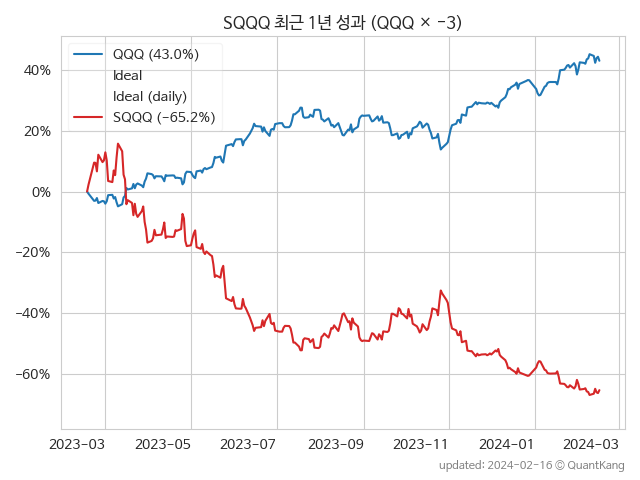 SQQQ 최근 1년 성과 (QQQ × −3)
QQQ (43.0%)
Ideal
Ideal (daily)
SQQQ (−65.2%)
40%
20%
0%
−20%
−40%
−60%
2023-03 2023-05 2023-07 2023-09 2023-11 2024-01 2024-03
updated: 2024-02-16 © QuantKang